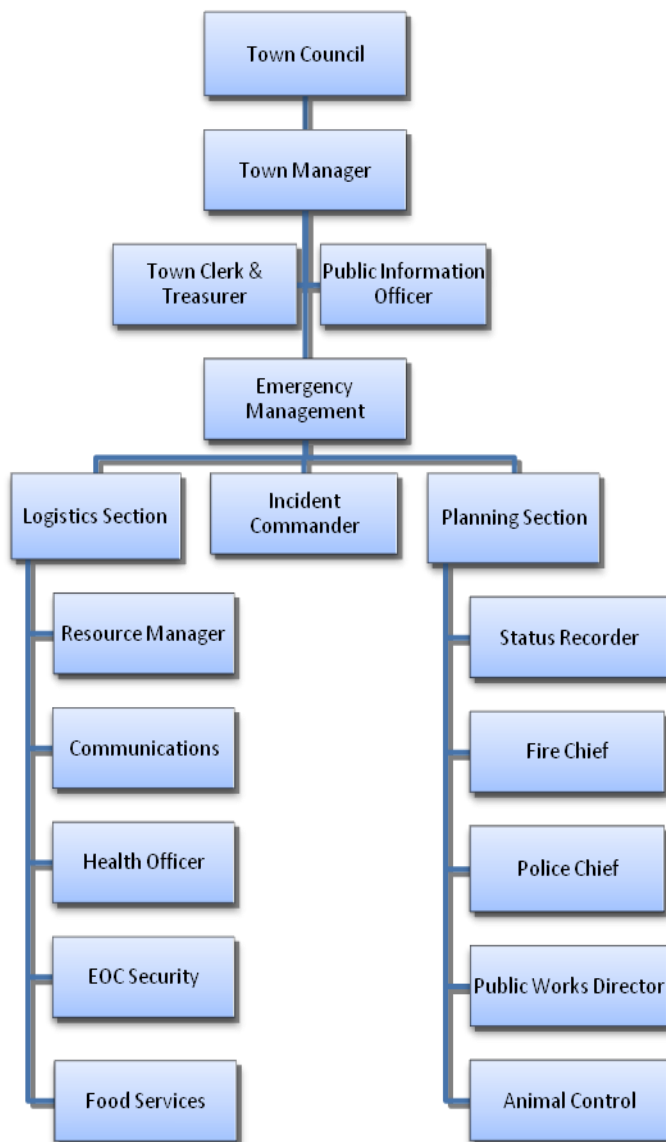 Town Council
Town Manager
Town Clerk &
Treasurer
Public Information
Officer
Emergency
Management
Logistics Section
Incident
Commander
Planning Section
Resource Manager
Communications
Health Officer
EOC Security
Food Services
Status Recorder
Fire Chief
Police Chief
Public Works Director
Animal Control